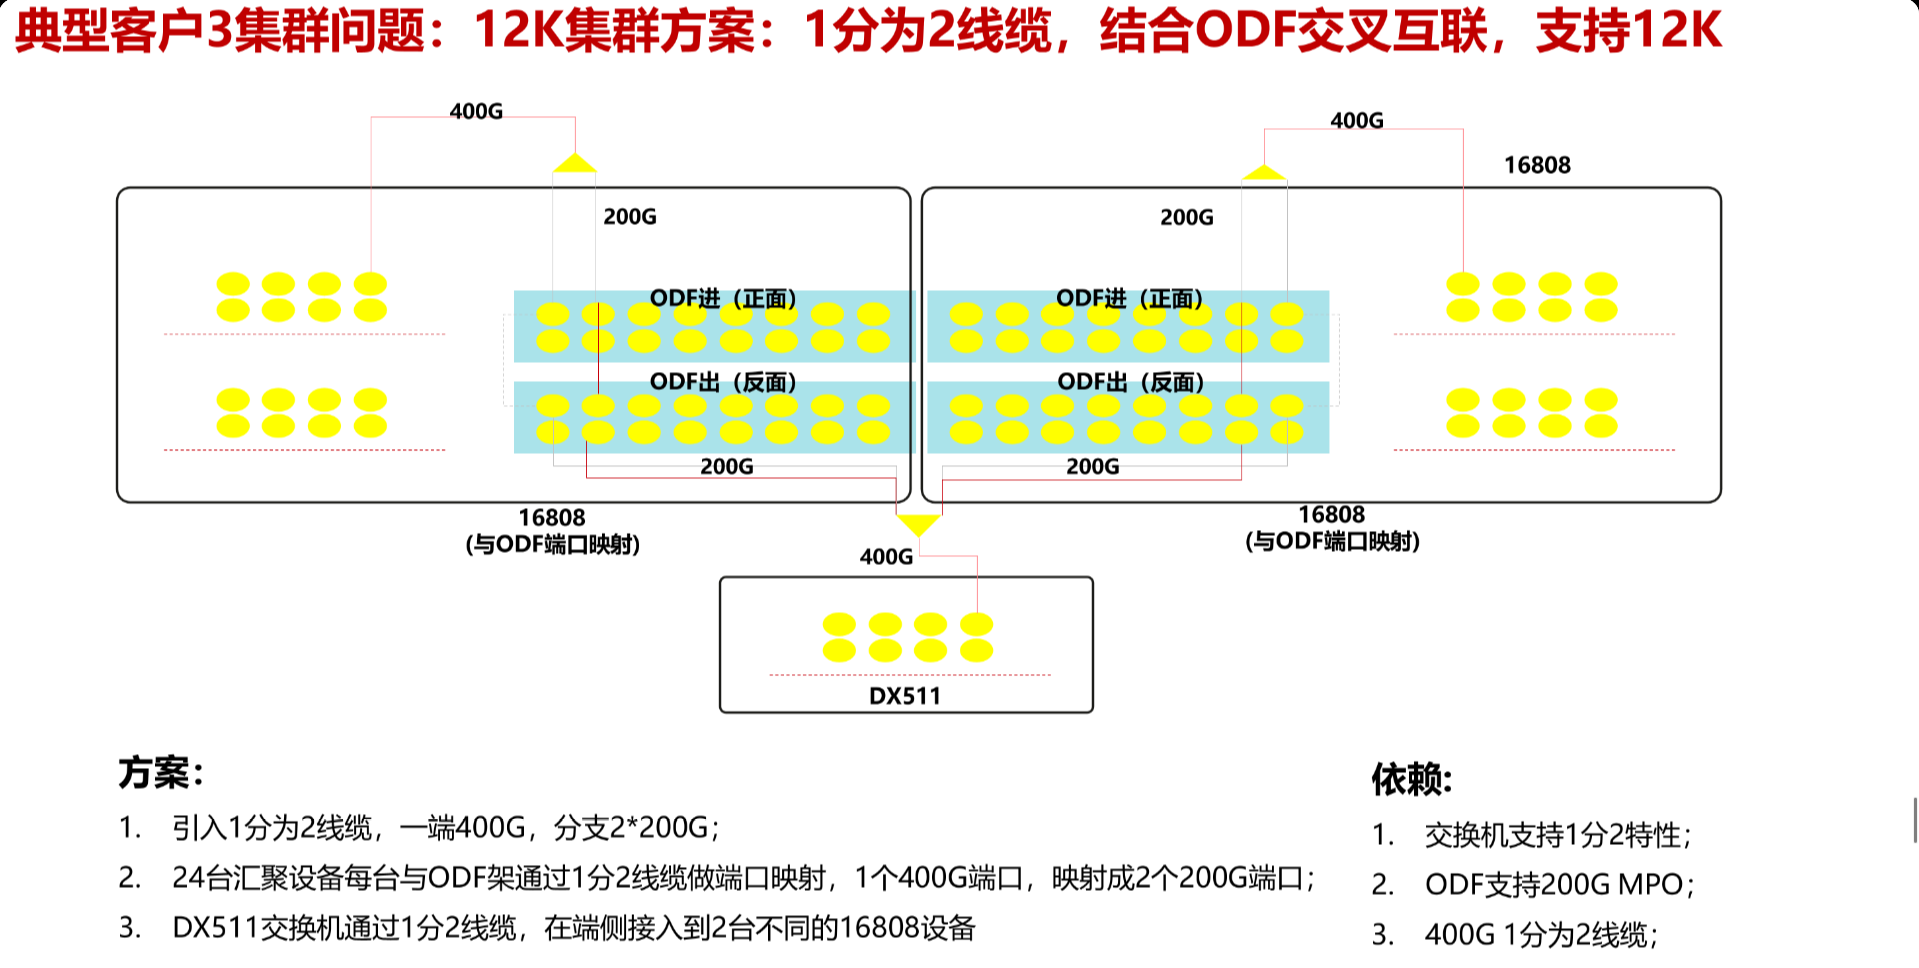 典型客户3集群问题：12K集群方案：1分为2线缆，结合ODF交叉互联，支持12K
400G
400G
16808
200G
200G
ODF进（正面）
ODF进（正面）
ODF出（反面）
ODF出（反面）
200G
200G
16808
(与ODF端口映射)
16808
(与ODF端口映射)
400G
DX511
方案：
1. 引入1分为2线缆，一端400G，分支2*200G；
2. 24台汇聚设备每台与ODF架通过1分2线缆做端口映射，1个400G端口，映射成2个200G端口；
3. DX511交换机通过1分2线缆，在端侧接入到2台不同的16808设备
依赖:
1. 交换机支持1分2特性；
2. ODF支持200G MPO；
3. 400G 1分为2线缆；